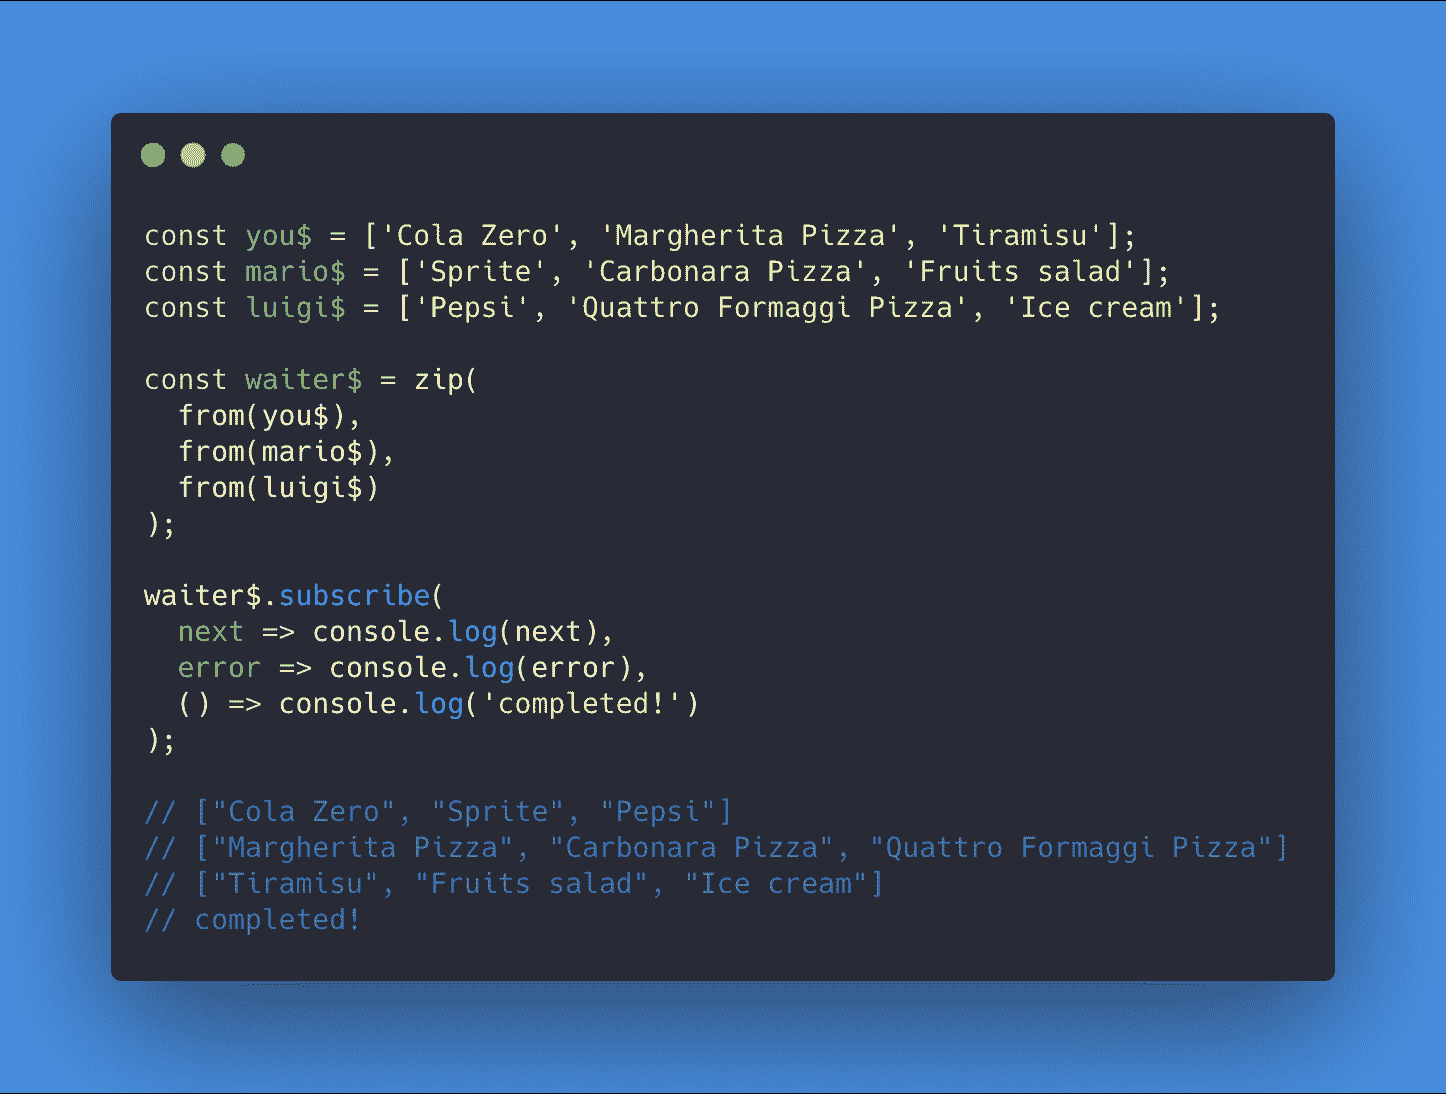 const you$ = ['Cola Zero', 'Margherita Pizza', 'Tiramisu'];
const mario$ = ['Sprite', 'Carbonara Pizza', 'Fruits salad'];
const luigi$ = ['Pepsi', 'Quattro Formaggi Pizza', 'Ice cream'];

const waiter$ = zip(
  from(you$),
  from(mario$),
  from(luigi$)
);

waiter$.subscribe(
  next => console.log(next),
  error => console.log(error),
  () => console.log('completed!')
);

// ["Cola Zero", "Sprite", "Pepsi"]
// ["Margherita Pizza", "Carbonara Pizza", "Quattro Formaggi Pizza"]
// ["Tiramisu", "Fruits salad", "Ice cream"]
// completed!